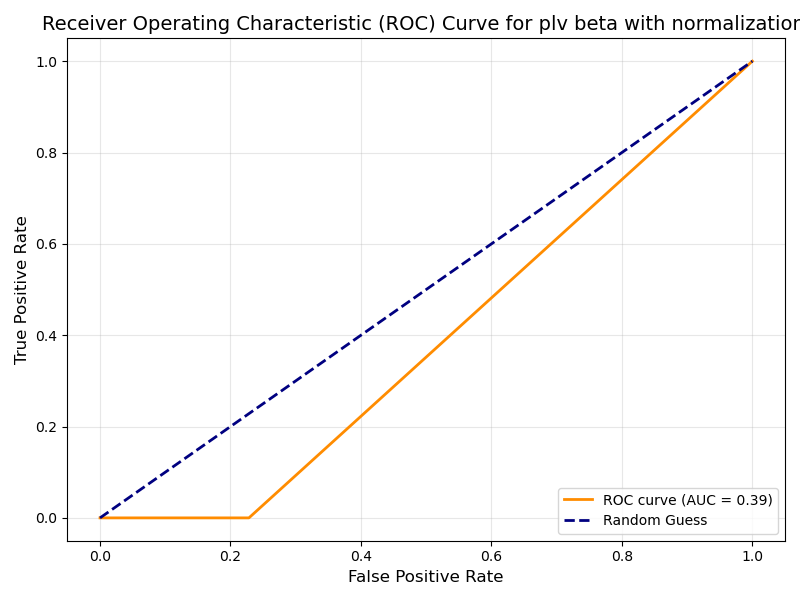 Receiver Operating Characteristic (ROC) Curve for plv beta with normalization
True Positive Rate
1.0
0.8
0.6
0.4
0.2
0.0
0.0 0.2 0.4 0.6 0.8 1.0
False Positive Rate
ROC curve (AUC = 0.39)
Random Guess